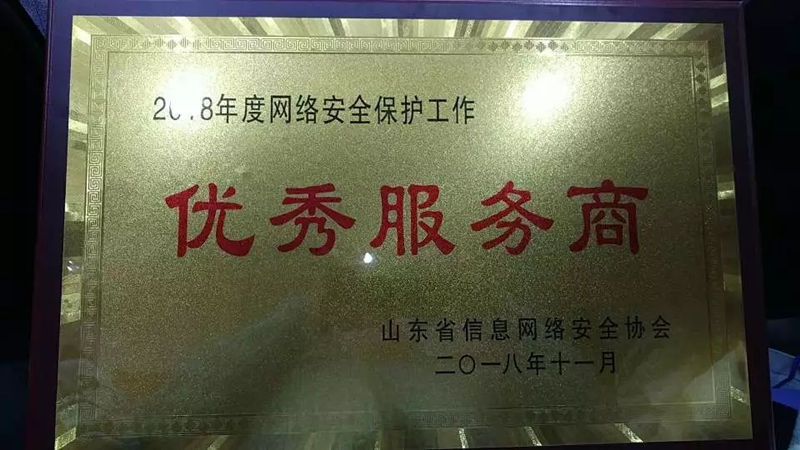 2018年度网络安全保护工作
优秀服务商
山东省信息网络安全协会
二〇一八年十一月